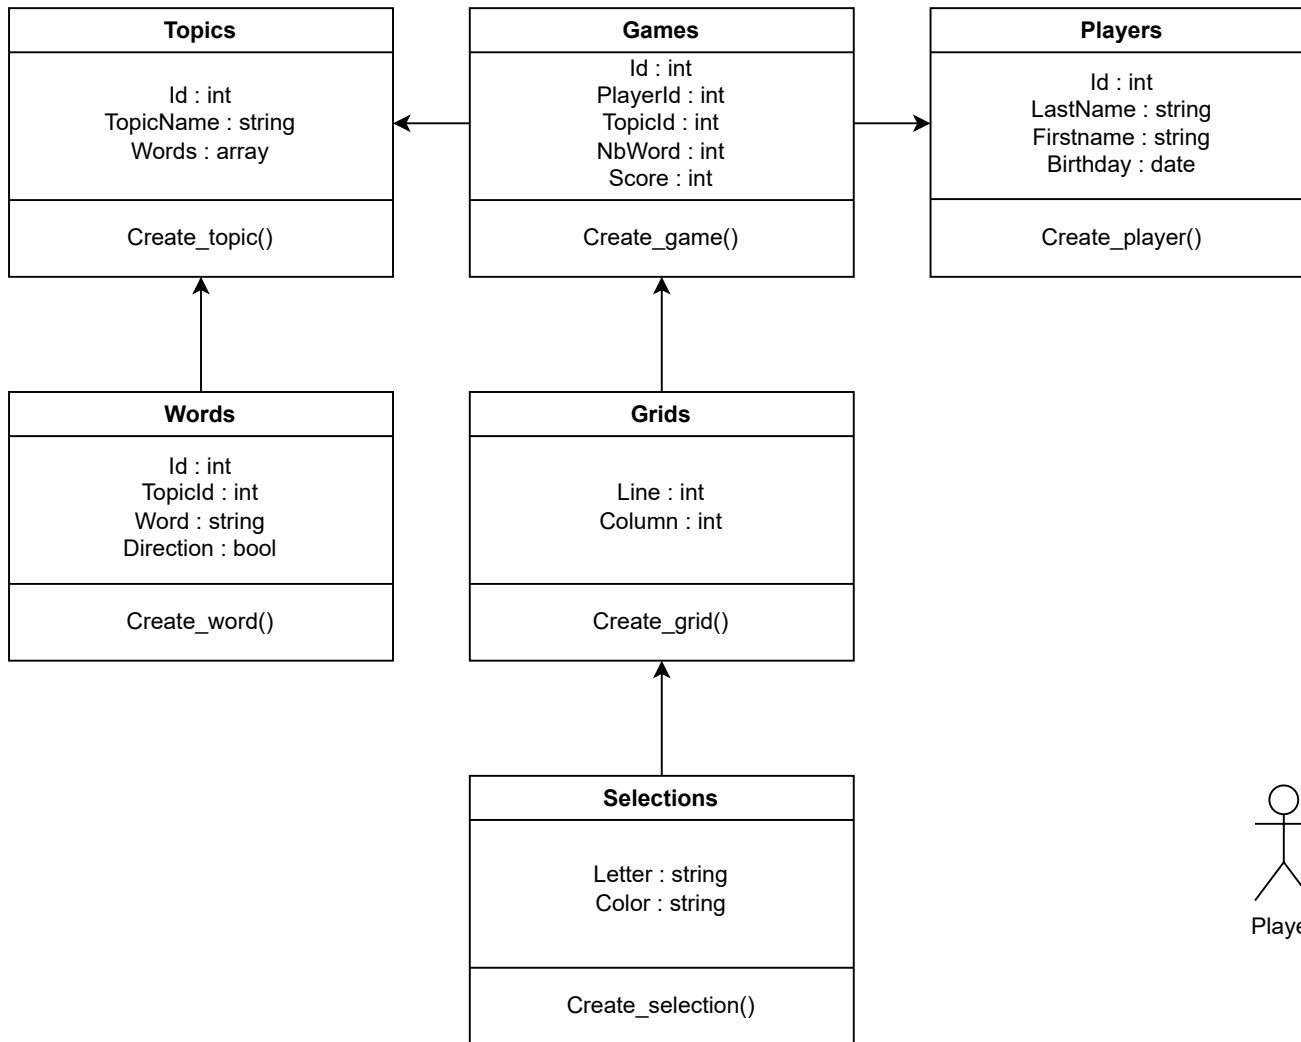 Topics
Id : int
TopicName : string
Words : array
Create_topic()
Games
Id : int
PlayerId : int
TopicId : int
NbWord : int
Score : int
Create_game()
Players
Id : int
LastName : string
Firstname : string
Birthday : date
Create_player()
Words
Id : int
TopicId : int
Word : string
Direction : bool
Create_word()
Grids
Line : int
Column : int
Create_grid()
Selections
Letter : string
Color : string
Create_selection()
Playe